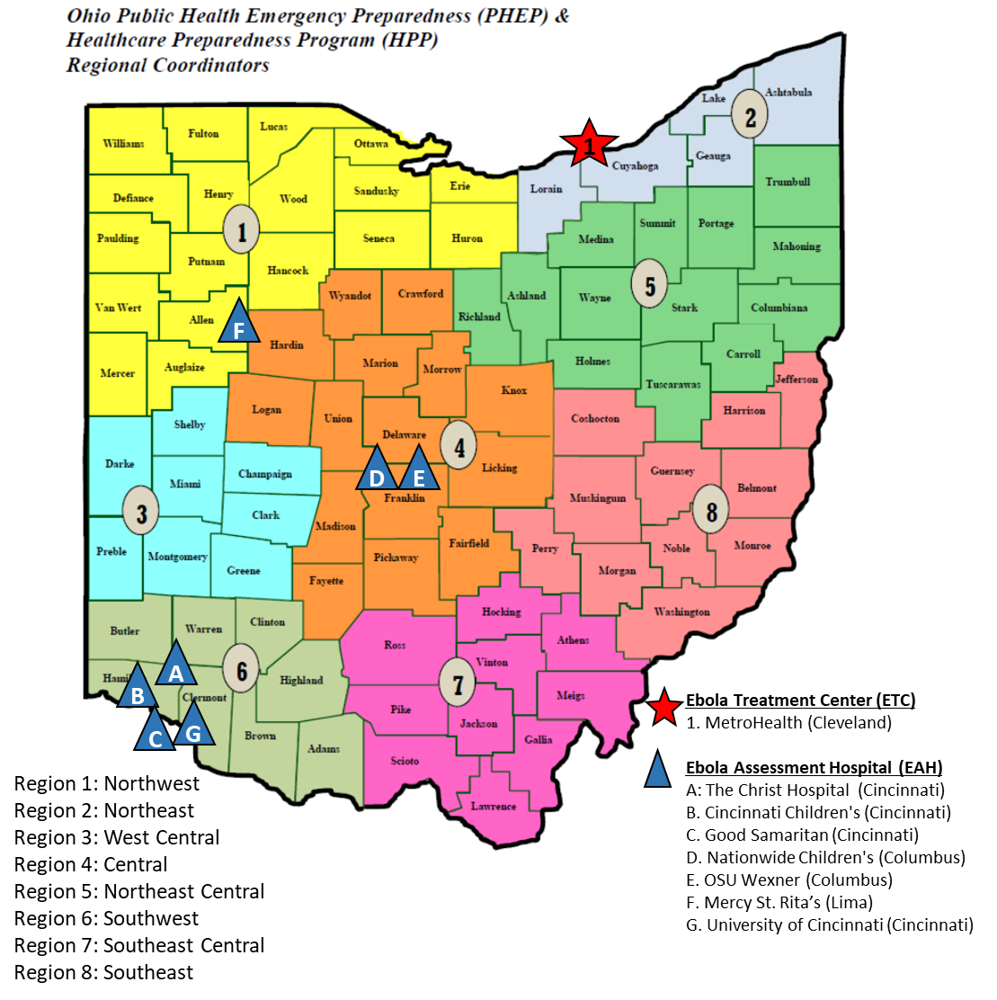 Ohio Public Health Emergency Preparedness (PHEP) &
Healthcare Preparedness Program (HPP)
Regional Coordinators
Lake
Ashtabula
2
Williams
Fulton
Lucas
Ottawa
1
Cuyahoga
Geauga
Lorain
Trumbull
Defiance
Henry
Wood
Sandusky
Erie
Summit
Portage
Paulding
1
Seneca
Huron
Medina
Mahoning
Putnam
Hancock
5
Van Wert
Allen
F
Wyandot
Crawford
Richland
Ashland
Wayne
Stark
Columbiana
Mercer
Auglaize
Hardin
Marion
Morrow
Knox
Holmes
Tuscarawas
Carroll
Jefferson
Shelby
Logan
Union
Delaware
4
Coshocton
Harrison
Darke
Miami
Champaign
D
E
Licking
Guernsey
Belmont
3
Clark
Madison
Franklin
Muskingum
8
Preble
Montgomery
Greene
Fayette
Pickaway
Fairfield
Perry
Morgan
Noble
Monroe
Butler
Warren
Clinton
Ross
Hocking
Athens
Washington
Hami
A
6
Highland
7
Vinton
Meigs
B
Clermont
Pike
Jackson
Gallia
C
G
Brown
Adams
Scioto
Lawrence
Ebola Treatment Center (ETC)
1. MetroHealth (Cleveland)
Ebola Assessment Hospital (EAH)
A: The Christ Hospital (Cincinnati)
B. Cincinnati Children's (Cincinnati)
C. Good Samaritan (Cincinnati)
D. Nationwide Children's (Columbus)
E. OSU Wexner (Columbus)
F. Mercy St. Rita’s (Lima)
G. University of Cincinnati (Cincinnati)
Region 1: Northwest
Region 2: Northeast
Region 3: West Central
Region 4: Central
Region 5: Northeast Central
Region 6: Southwest
Region 7: Southeast Central
Region 8: Southeast